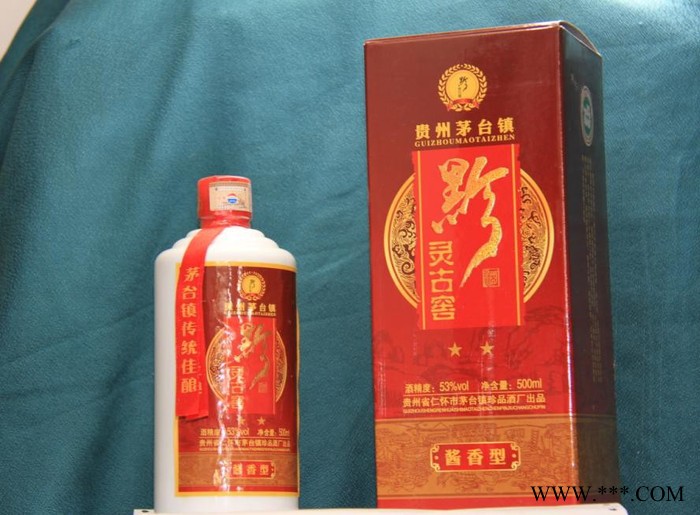 茅台镇传统佳酿
贵州茅台镇
黔
灵古窖
酒精度：53%vol 净含量：500ml
贵州省仁怀市茅台镇珍品酒厂出品
酱香型
贵州茅台镇
GUIZHOUMAOTAIZHEN
黔
灵古窖
酒精度：53%vol 净含量：500ml
贵州省仁怀市茅台镇珍品酒厂出品
酱香型
WWW.***.COM